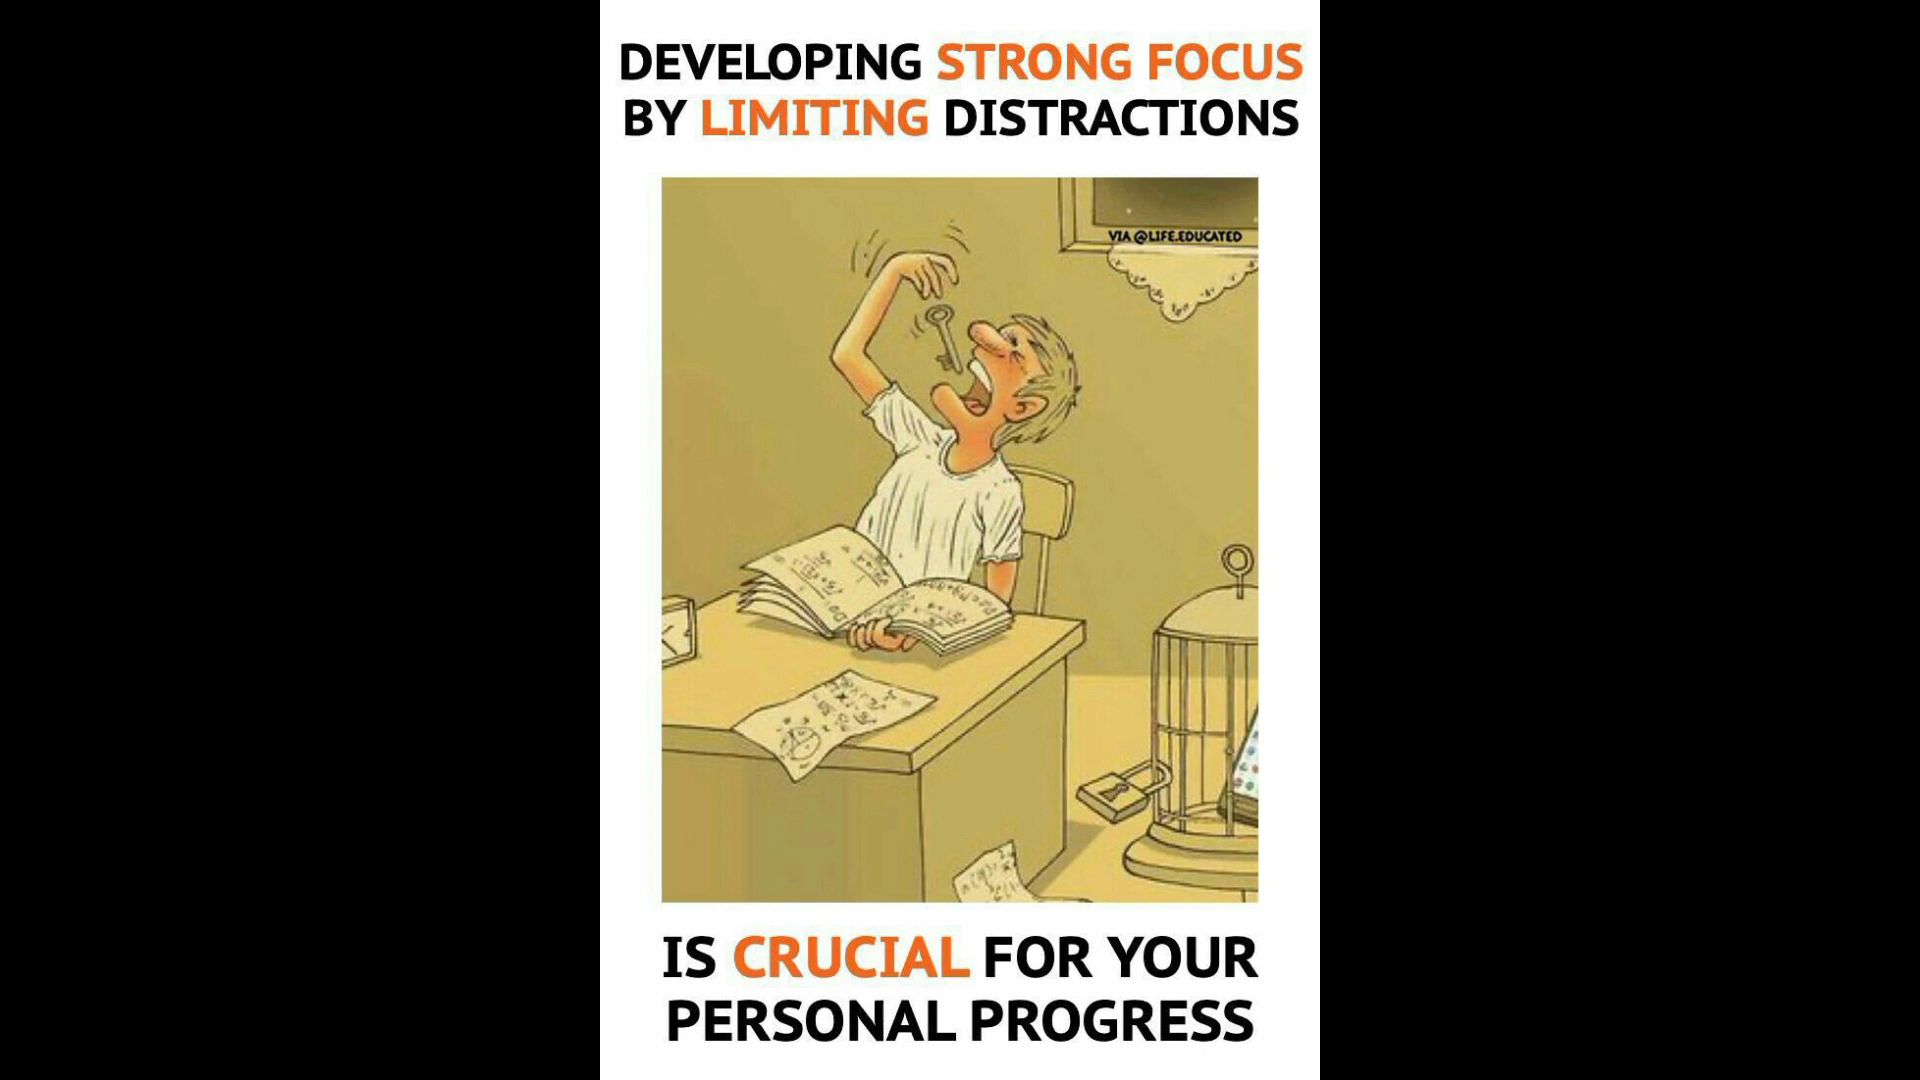 DEVELOPING STRONG FOCUS
BY LIMITING DISTRACTIONS
VIA @LIFE.EDUCATED
IS CRUCIAL FOR YOUR
PERSONAL PROGRESS